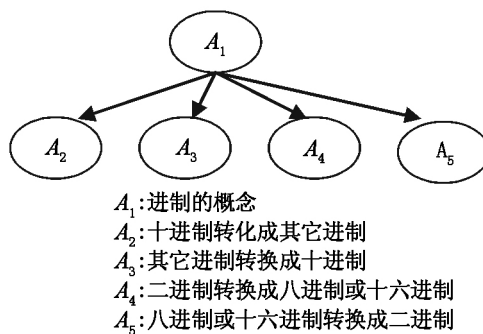 A₁
A₂ A₃ A₄ A₅
A₁:进制的概念
A₂:十进制转化成其它进制
A₃:其它进制转换成十进制
A₄:二进制转换成八进制或十六进制
A₅:八进制或十六进制转换成二进制